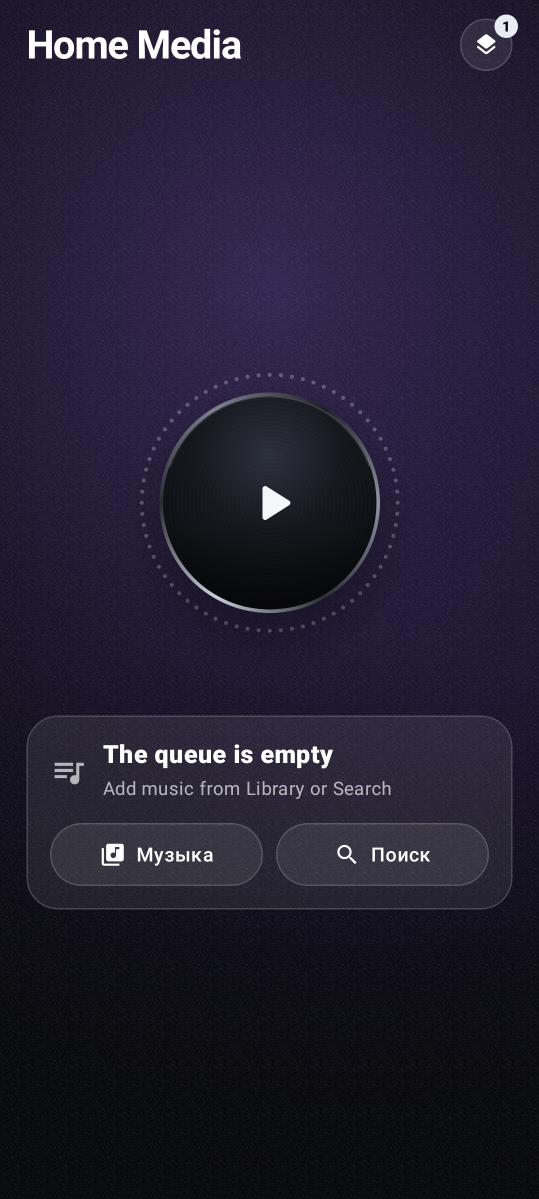 Home Media
1
The queue is empty
Add music from Library or Search
Музыка
Поиск